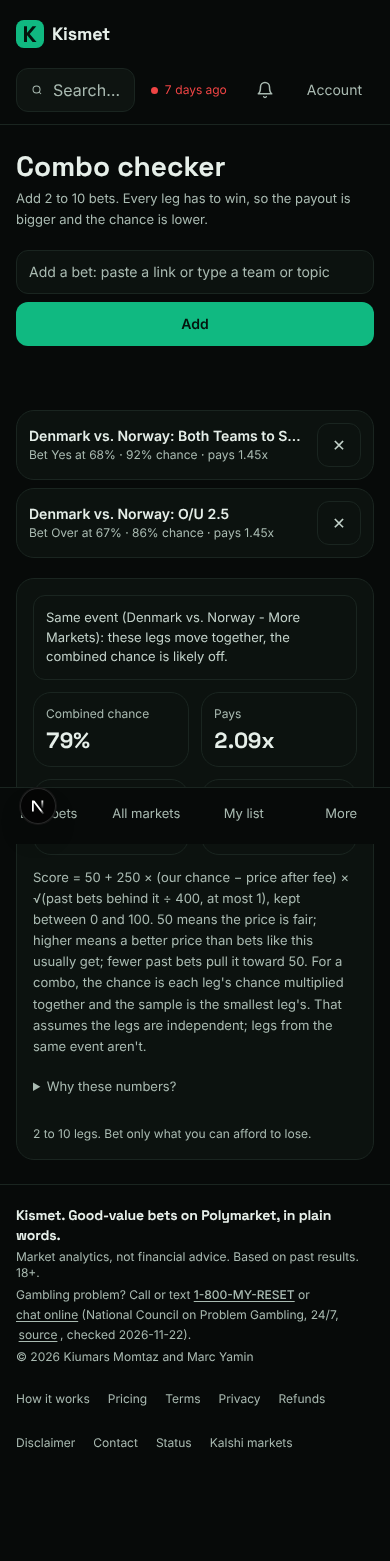 K Kismet
Search...
7 days ago
Account
Combo checker
Add 2 to 10 bets. Every leg has to win, so the payout is
bigger and the chance is lower.
Add a bet: paste a link or type a team or topic
Add
Denmark vs. Norway: Both Teams to S...
Bet Yes at 68% · 92% chance · pays 1.45x
✕
Denmark vs. Norway: O/U 2.5
Bet Over at 67% · 86% chance · pays 1.45x
✕
Same event (Denmark vs. Norway - More
Markets): these legs move together, the
combined chance is likely off.
Combined chance
79%
Pays
2.09x
N
bets
All markets
My list
More
Score = 50 + 250 × (our chance − price after fee) ×
√(past bets behind it ÷ 400, at most 1), kept
between 0 and 100. 50 means the price is fair;
higher means a better price than bets like this
usually get; fewer past bets pull it toward 50. For a
combo, the chance is each leg's chance multiplied
together and the sample is the smallest leg's. That
assumes the legs are independent; legs from the
same event aren't.
Why these numbers?
2 to 10 legs. Bet only what you can afford to lose.
Kismet. Good-value bets on Polymarket, in plain
words.
Market analytics, not financial advice. Based on past results.
18+.
Gambling problem? Call or text 1-800-MY-RESET or
chat online (National Council on Problem Gambling, 24/7,
source , checked 2026-11-22).
© 2026 Kiumars Momtaz and Marc Yamin
How it works Pricing Terms Privacy Refunds
Disclaimer Contact Status Kalshi markets